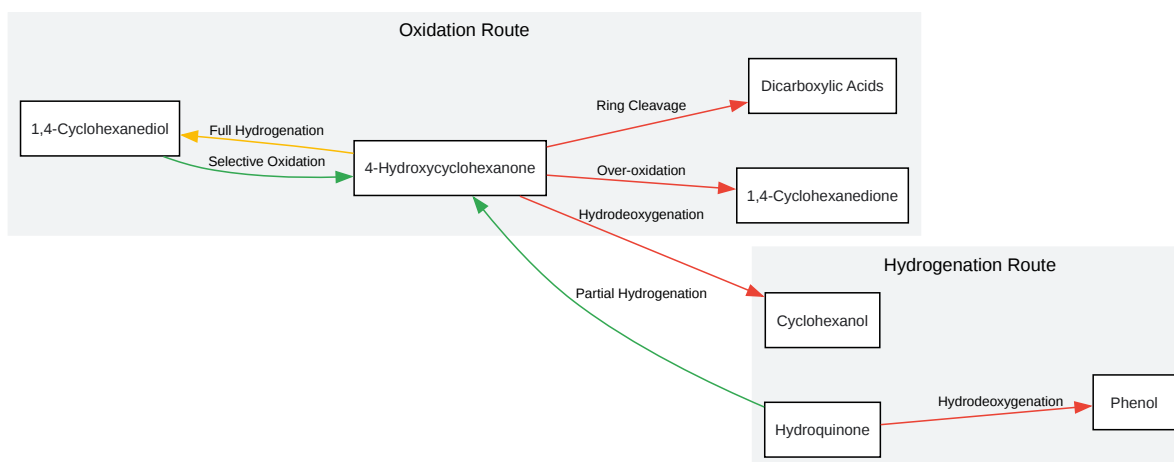 Oxidation Route
Dicarboxylic Acids
Ring Cleavage
1,4-Cyclohexanediol
Full Hydrogenation
Selective Oxidation
4-Hydroxycyclohexanone
Over-oxidation
1,4-Cyclohexanedione
Hydrodeoxygenation
Hydrogenation Route
Partial Hydrogenation
Cyclohexanol
Hydroquinone
Hydrodeoxygenation
Phenol